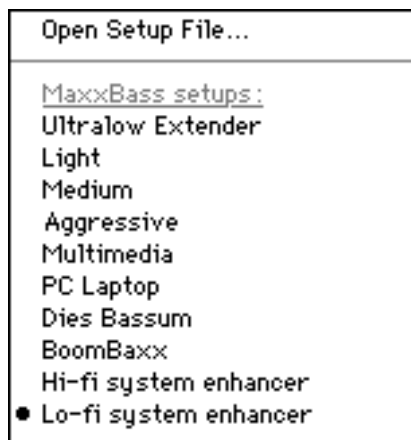 Open Setup File...
MaxxBass setups:
Ultralow Extender
Light
Medium
Aggressive
Multimedia
PC Laptop
Dies Bassum
BoomBaxx
Hi-fi system enhancer
● Lo-fi system enhancer